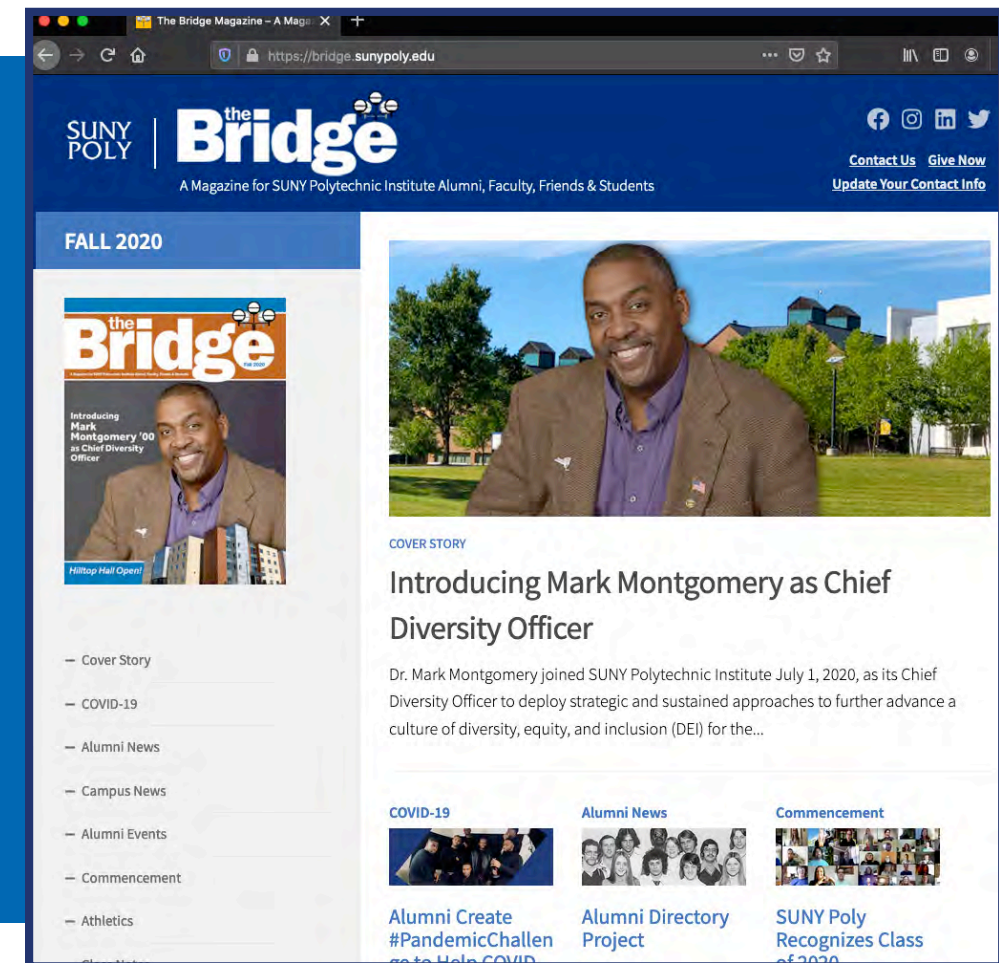 The Bridge Magazine – A Maga
https://bridge.sunypoly.edu
SUNY
POLY
the
Bridge
A Magazine for SUNY Polytechnic Institute Alumni, Faculty, Friends & Students
Contact Us Give Now
Update Your Contact Info
FALL 2020
the
Bridge
Fall 2020
Introducing
Mark
Montgomery '00
as Chief Diversity
Officer
Hilltop Hall Open!
— Cover Story
— COVID-19
— Alumni News
— Campus News
— Alumni Events
— Commencement
— Athletics
COVER STORY
Introducing Mark Montgomery as Chief
Diversity Officer
Dr. Mark Montgomery joined SUNY Polytechnic Institute July 1, 2020, as its Chief
Diversity Officer to deploy strategic and sustained approaches to further advance a
culture of diversity, equity, and inclusion (DEI) for the...
COVID-19
Alumni Create
#PandemicChallen
ge to Help COVID
Alumni News
Alumni Directory
Project
Commencement
SUNY Poly
Recognizes Class
of 2020